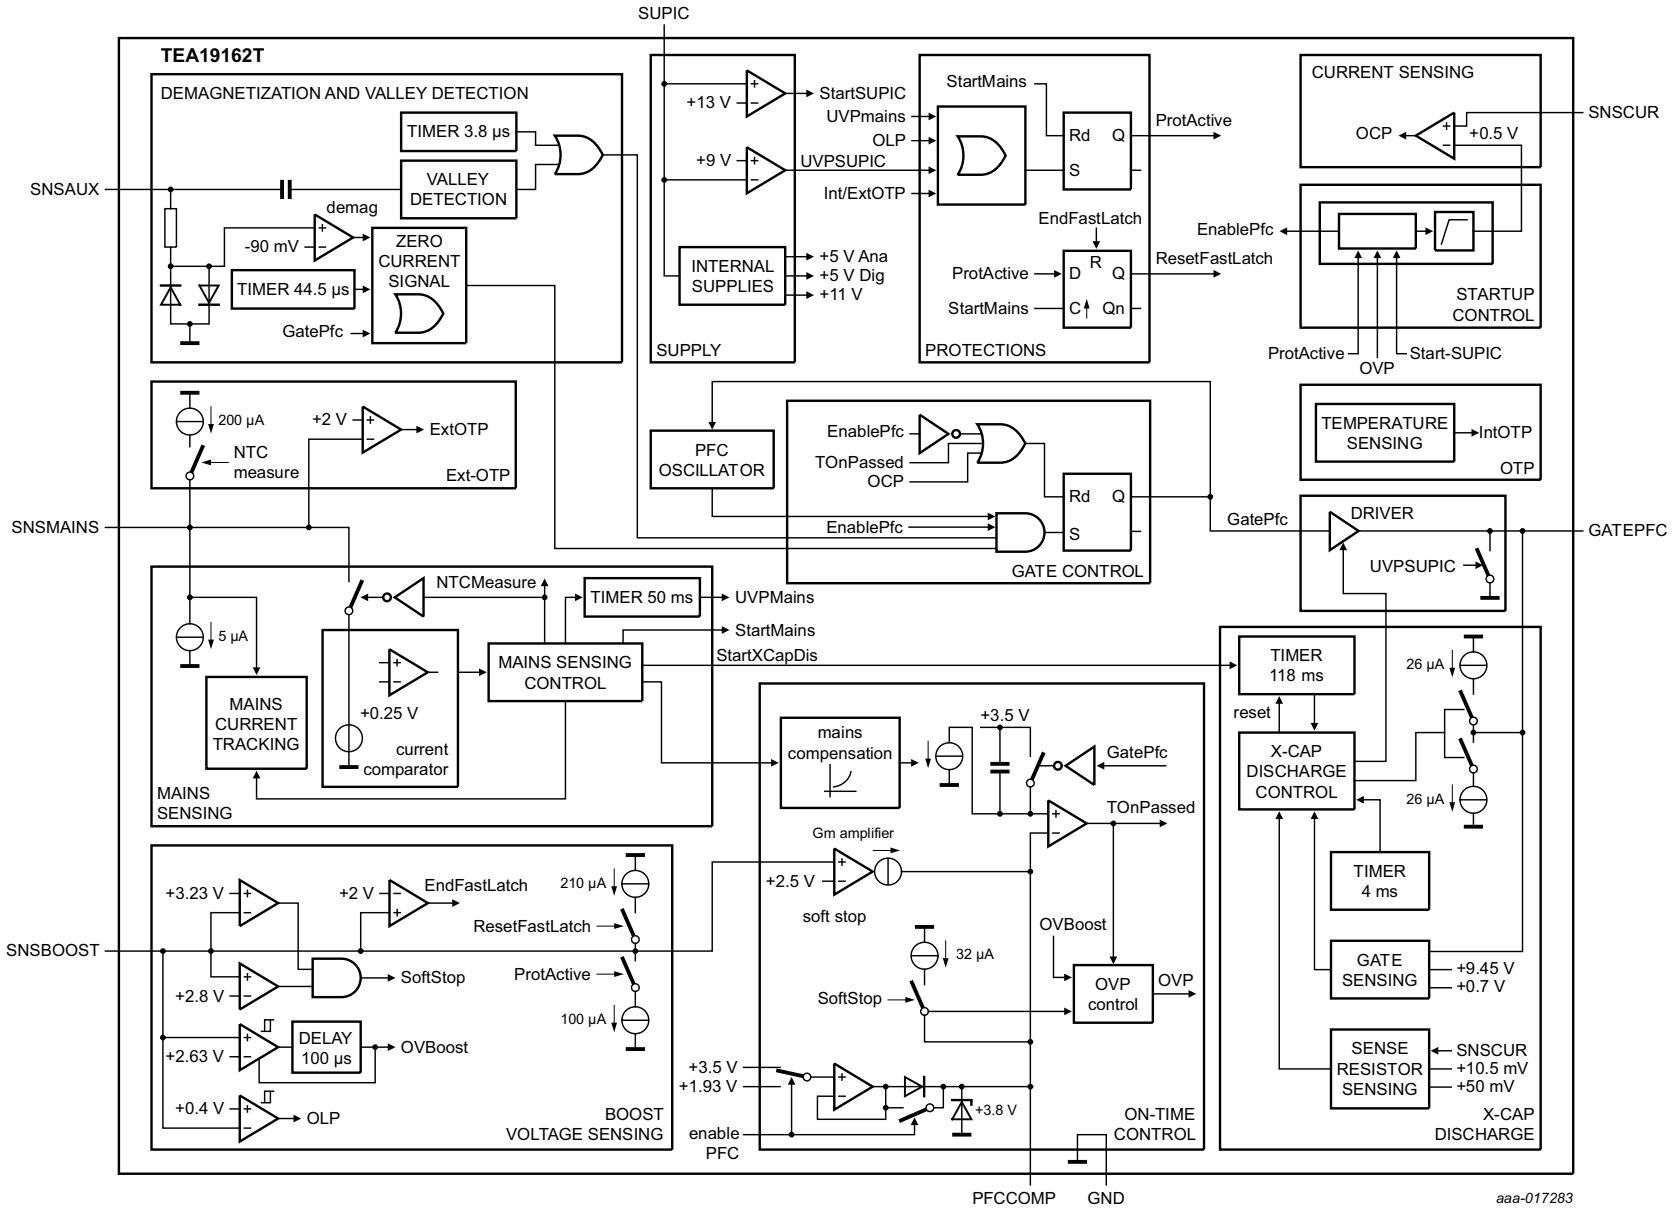 SUPIC
TEA19162T
DEMAGNETIZATION AND VALLEY DETECTION
TIMER 3.8 µs
VALLEY
DETECTION
SNSAUX
demag
+
−
-90 mV
ZERO
CURRENT
SIGNAL
TIMER 44.5 µs
GatePfc
+
−
+13 V
StartSUPIC
+9 V
+
−
UVPSUPIC
INTERNAL
SUPPLIES
+5 V Ana
+5 V Dig
+11 V
SUPPLY
StartMains
UVPmains
OLP
Int/ExtOTP
Rd
Q
S
ProtActive
EndFastLatch
ProtActive
StartMains
R
D
Q
C
Qn
ResetFastLatch
PROTECTIONS
CURRENT SENSING
OCP
+
−
+0.5 V
SNSCUR
EnablePfc
STARTUP
CONTROL
ProtActive
OVP
Start-SUPIC
200 µA
NTC
measure
+2 V
+
−
ExtOTP
Ext-OTP
SNSMAINS
PFC
OSCILLATOR
EnablePfc
TOnPassed
OCP
EnablePfc
Rd
Q
S
GATE CONTROL
TEMPERATURE
SENSING
IntOTP
OTP
GatePfc
DRIVER
UVPSUPIC
GATEPFC
5 µA
MAINS
CURRENT
TRACKING
NTCMeasure
+
−
+0.25 V
current
comparator
MAINS SENSING
CONTROL
TIMER 50 ms
UVPMains
StartMains
StartXCapDis
MAINS
SENSING
mains
compensation
+3.5 V
GatePfc
+
−
TOnPassed
Gm amplifier
+
−
+2.5 V
soft stop
32 µA
SoftStop
OVBoost
OVP
control
OVP
+3.5 V
+1.93 V
+
−
+3.8 V
enable
PFC
ON-TIME
CONTROL
TIMER
118 ms
reset
X-CAP
DISCHARGE
CONTROL
26 µA
26 µA
TIMER
4 ms
GATE
SENSING
+9.45 V
+0.7 V
SENSE
RESISTOR
SENSING
SNSCUR
+10.5 mV
+50 mV
X-CAP
DISCHARGE
SNSBOOST
+3.23 V
+
−
+2 V
−
+
EndFastLatch
+
−
+2.8 V
SoftStop
+
−
+2.63 V
DELAY
100 µs
OVBoost
+0.4 V
+
−
OLP
210 µA
ResetFastLatch
ProtActive
100 µA
BOOST
VOLTAGE SENSING
PFCCOMP
GND
aaa-017283